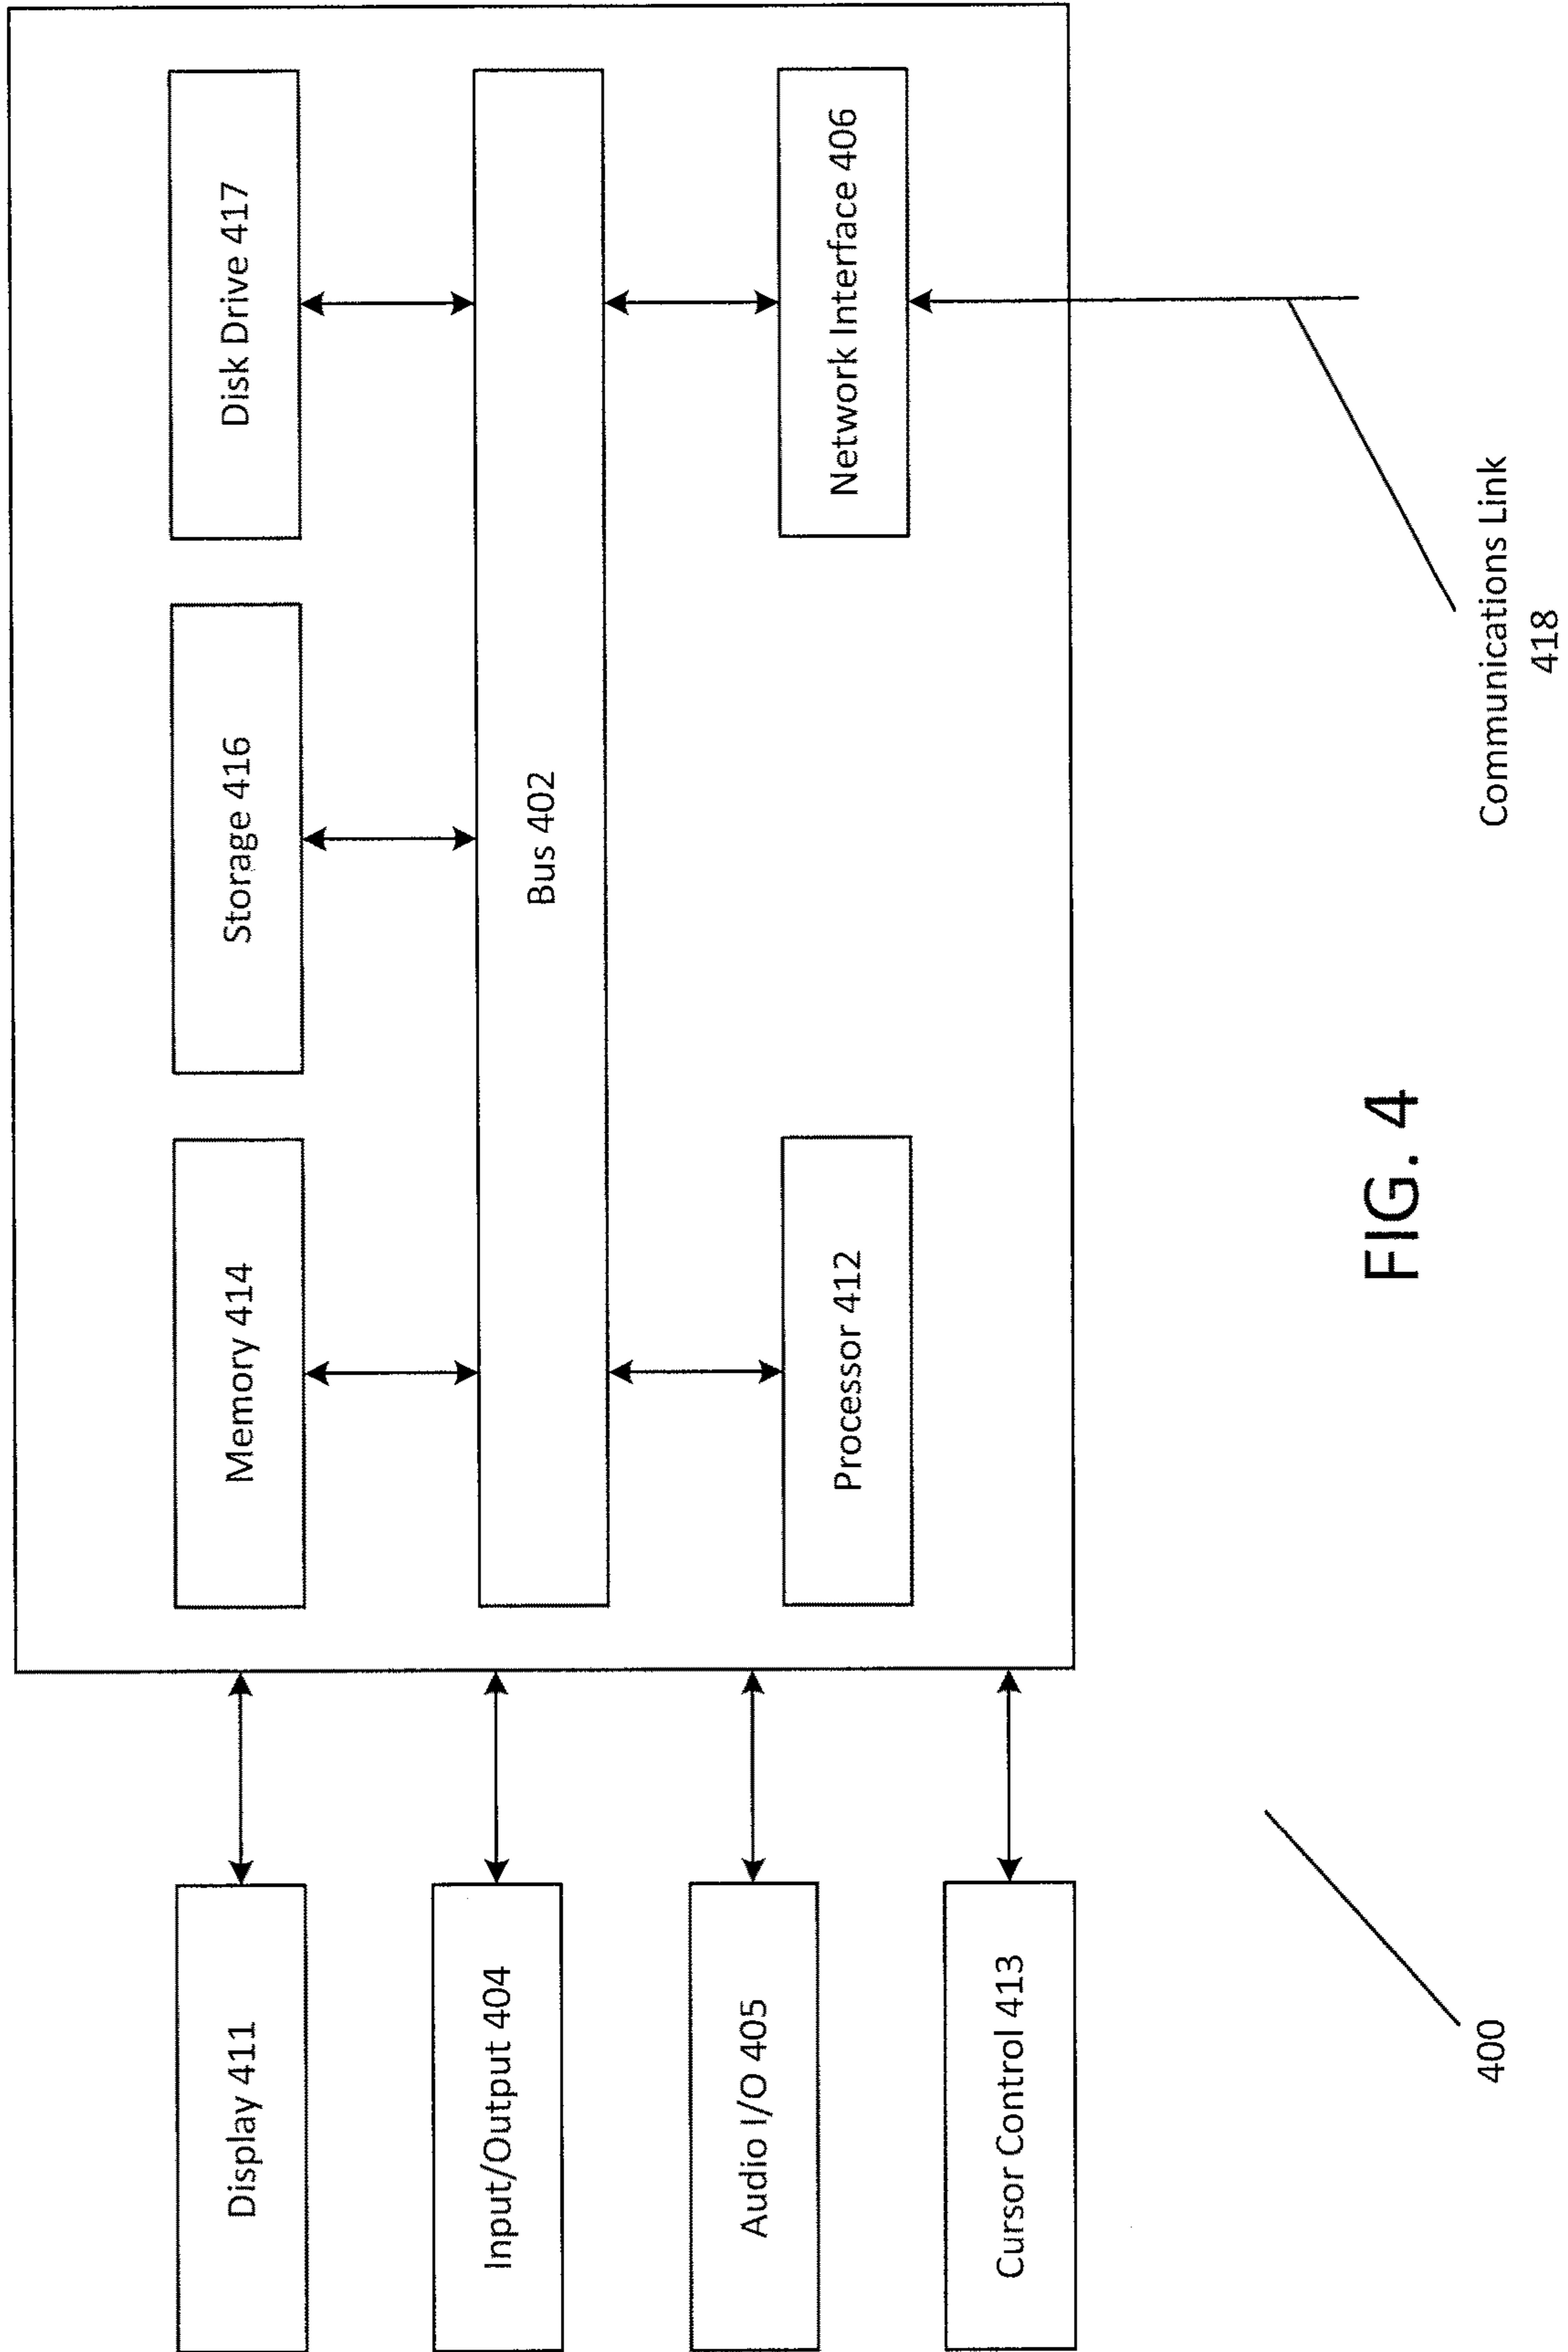 Display 411
Input/Output 404
Audio I/O 405
Cursor Control 413
Memory 414
Storage 416
Disk Drive 417
Bus 402
Processor 412
Network Interface 406
Communications Link
418
400
FIG. 4